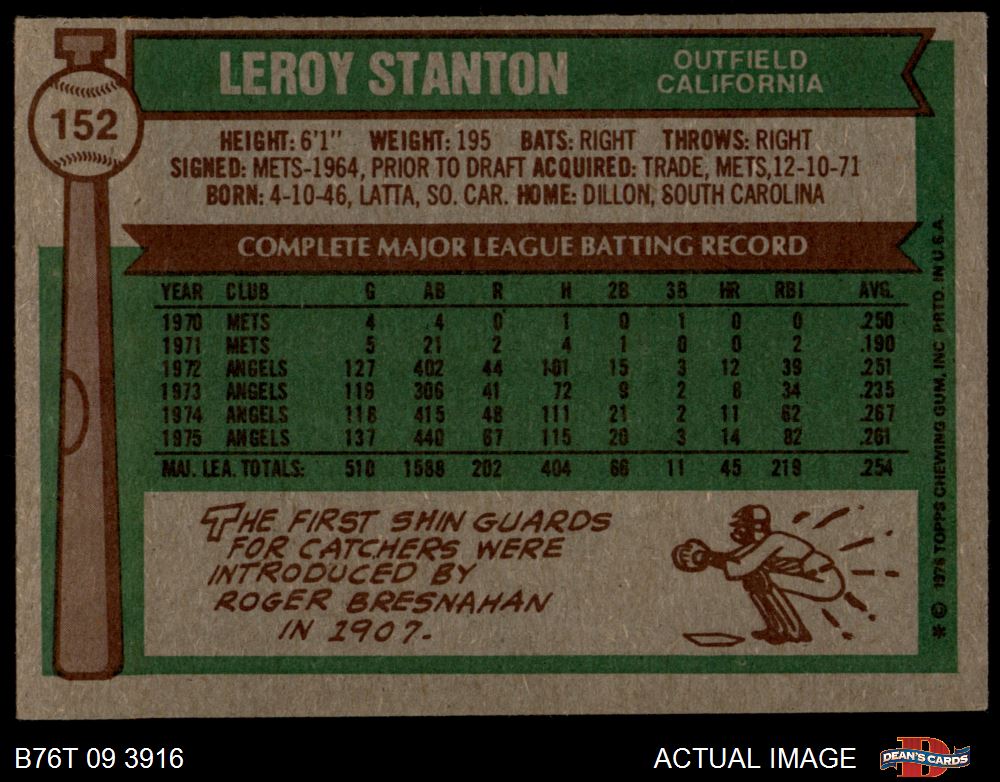 152
LEROY STANTON
OUTFIELD
CALIFORNIA
HEIGHT: 6'1" WEIGHT: 195 BATS: RIGHT THROWS: RIGHT
SIGNED: METS-1964, PRIOR TO DRAFT ACQUIRED: TRADE, METS,12-10-71
BORN: 4-10-46, LATTA, SO. CAR. HOME: DILLON, SOUTH CAROLINA
COMPLETE MAJOR LEAGUE BATTING RECORD
YEAR CLUB G AB R H 2B 3B HR RBI AVG.
1970 METS 4 4 0 1 0 1 0 0 .250
1971 METS 5 21 2 4 1 0 0 2 .190
1972 ANGELS 127 402 44 101 15 3 12 39 .251
1973 ANGELS 119 306 41 72 9 2 8 34 .235
1974 ANGELS 118 415 48 111 21 2 11 62 .267
1975 ANGELS 137 440 67 115 20 3 14 82 .261
MAJ. LEA. TOTALS: 510 1588 202 404 66 11 45 219 .254
THE FIRST SHIN GUARDS
FOR CATCHERS WERE
INTRODUCED BY
ROGER BRESNAHAN
IN 1907.
* © 1976 TOPPS CHEWING GUM, INC PRTD. IN U.S.A.
B76T 09 3916
ACTUAL IMAGE
D
DEAN'S CARDS